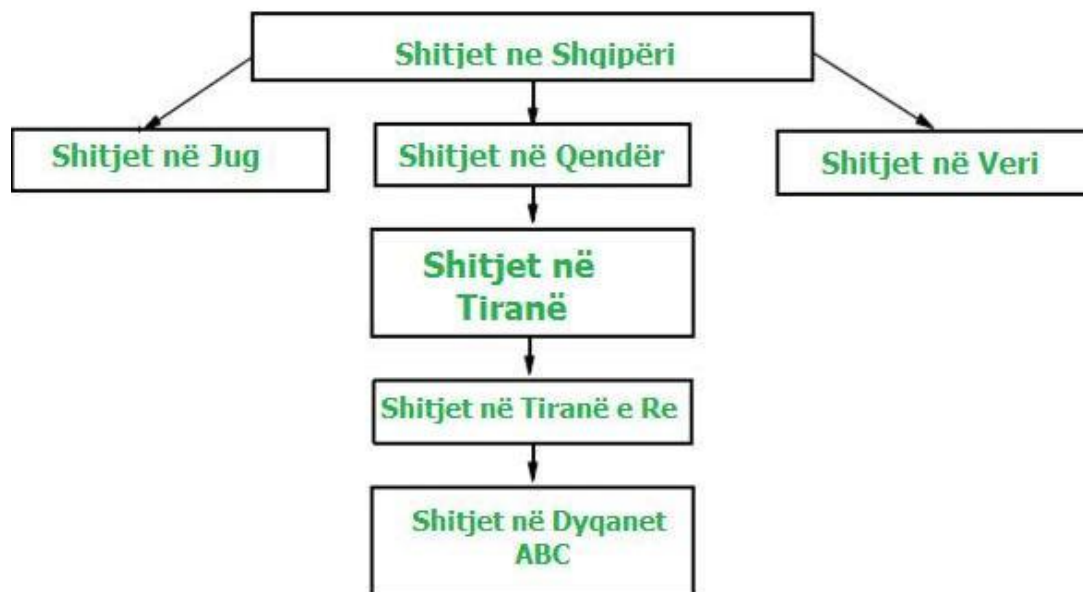 Shitjet ne Shqipëri
Shitjet në Jug
Shitjet në Qendër
Shitjet në Veri
Shitjet në
Tiranë
Shitjet në Tiranë e Re
Shitjet në Dyqanet
ABC